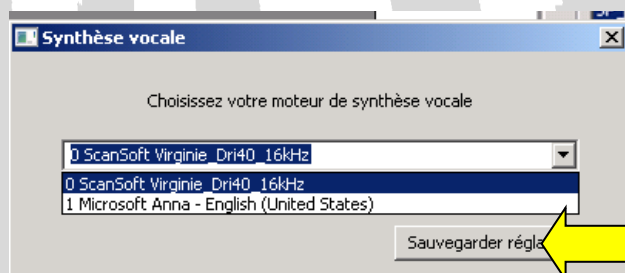 Synthèse vocale
Choisissez votre moteur de synthèse vocale
0 ScanSoft Virginie_Dri40_16kHz
0 ScanSoft Virginie_Dri40_16kHz
1 Microsoft Anna - English (United States)
Sauvegarder